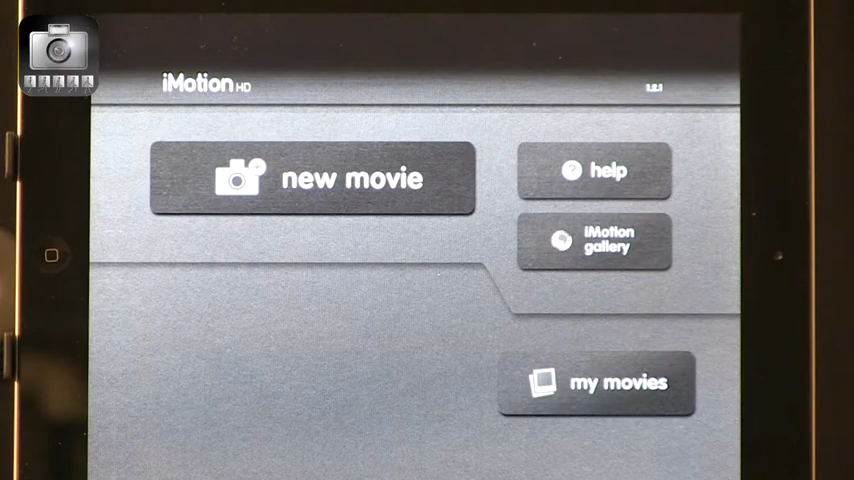 iMotion HD
1.2.1
new movie
help
iMotion
gallery
my movies